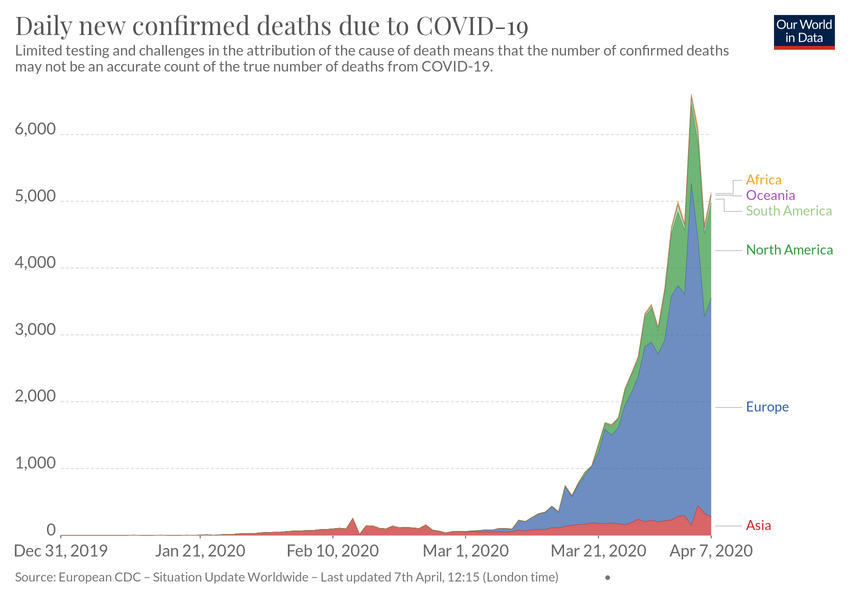 Daily new confirmed deaths due to COVID-19
Our World
in Data
Limited testing and challenges in the attribution of the cause of death means that the number of confirmed deaths
may not be an accurate count of the true number of deaths from COVID-19.
6,000
5,000
4,000
3,000
2,000
1,000
0
Africa
Oceania
South America
North America
Europe
Asia
Dec 31, 2019 Jan 21, 2020 Feb 10, 2020 Mar 1, 2020 Mar 21, 2020 Apr 7, 2020
Source: European CDC – Situation Update Worldwide – Last updated 7th April, 12:15 (London time) •